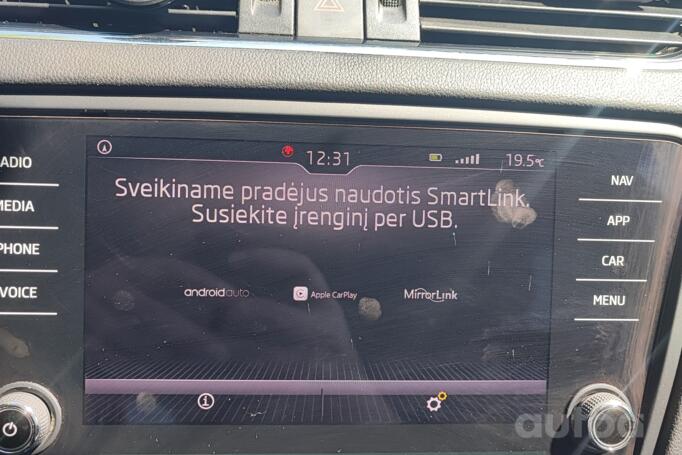 RADIO
MEDIA
PHONE
VOICE
12:31
19.5°C
Sveikiname pradėjus naudotis SmartLink.
Susiekite įrenginį per USB.
androidauto
Apple CarPlay
MirrorLink
NAV
APP
CAR
MENU
autoa